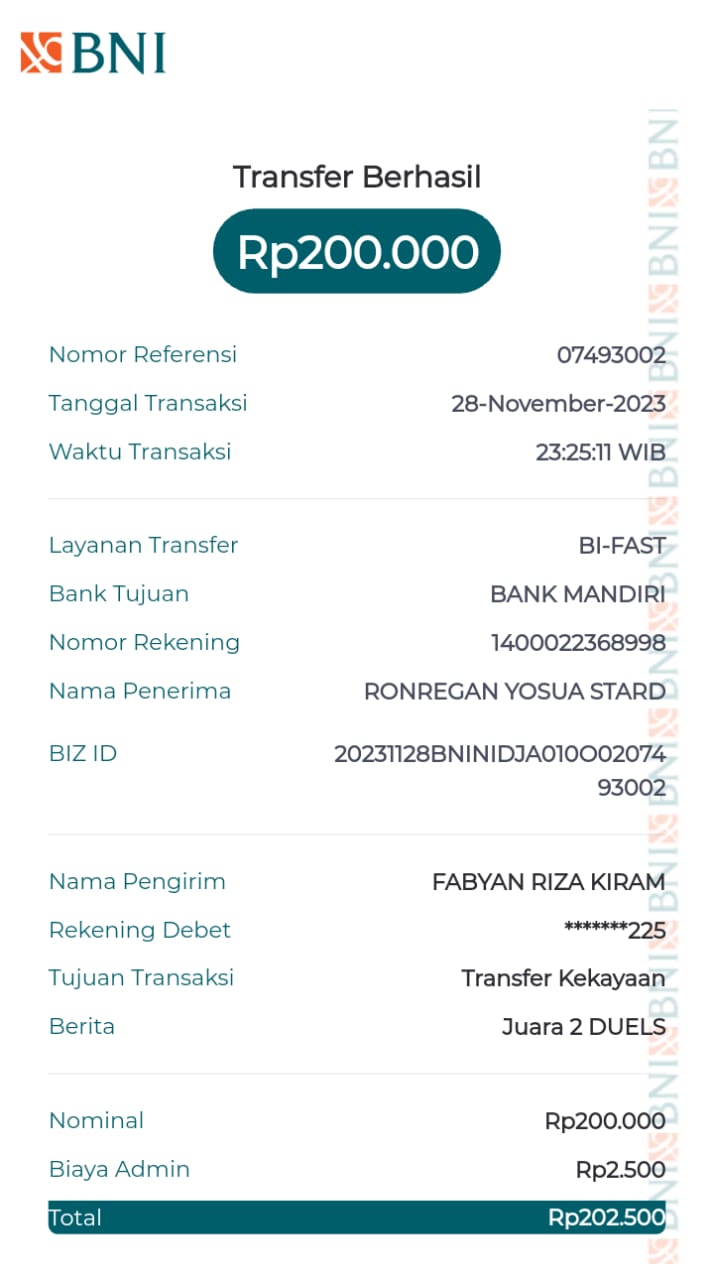 BNI
Transfer Berhasil
Rp200.000
Nomor Referensi 07493002
Tanggal Transaksi 28-November-2023
Waktu Transaksi 23:25:11 WIB
Layanan Transfer BI-FAST
Bank Tujuan BANK MANDIRI
Nomor Rekening 1400022368998
Nama Penerima RONREGAN YOSUA STARD
BIZ ID 20231128BNINIDJA010O02074
93002
Nama Pengirim FABYAN RIZA KIRAM
Rekening Debet *******225
Tujuan Transaksi Transfer Kekayaan
Berita Juara 2 DUELS
Nominal Rp200.000
Biaya Admin Rp2.500
Total Rp202.500
BNI BNI BNI BNI BNI BNI BNI BNI BNI BNI BNI